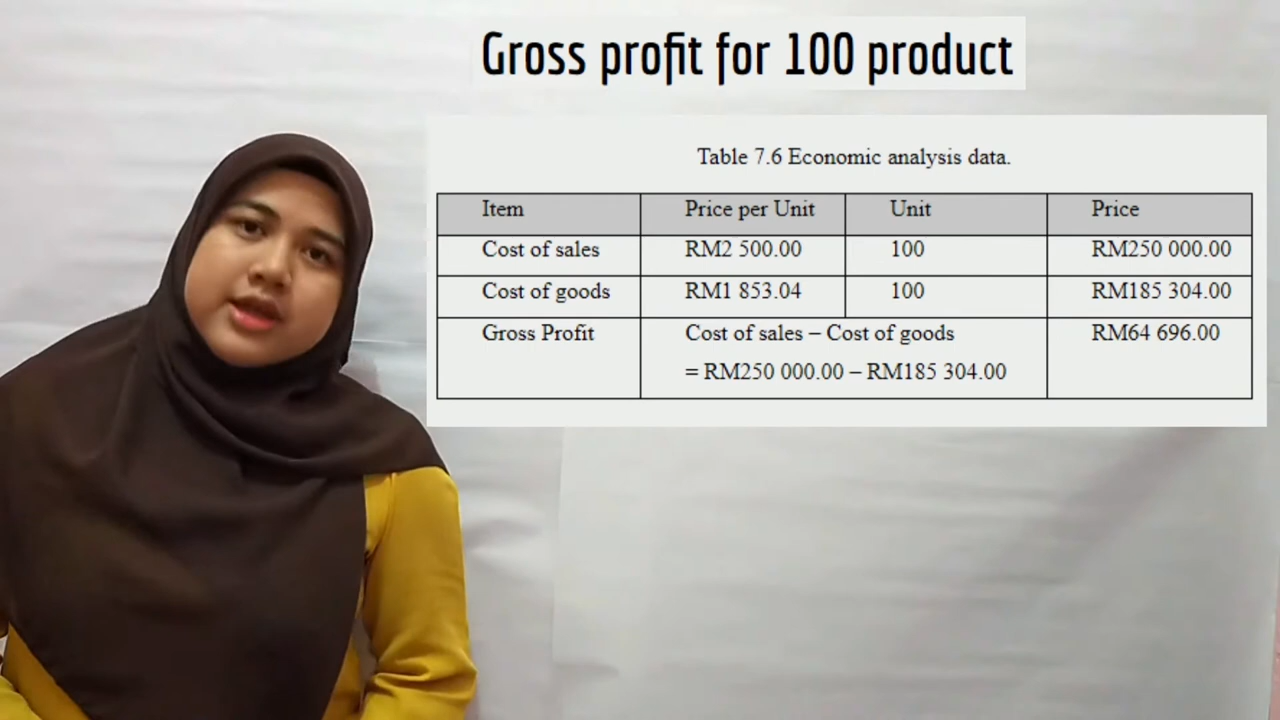 Gross profit for 100 product
Table 7.6 Economic analysis data.
Item Price per Unit Unit Price
Cost of sales RM2 500.00 100 RM250 000.00
Cost of goods RM1 853.04 100 RM185 304.00
Gross Profit Cost of sales – Cost of goods RM64 696.00
= RM250 000.00 – RM185 304.00